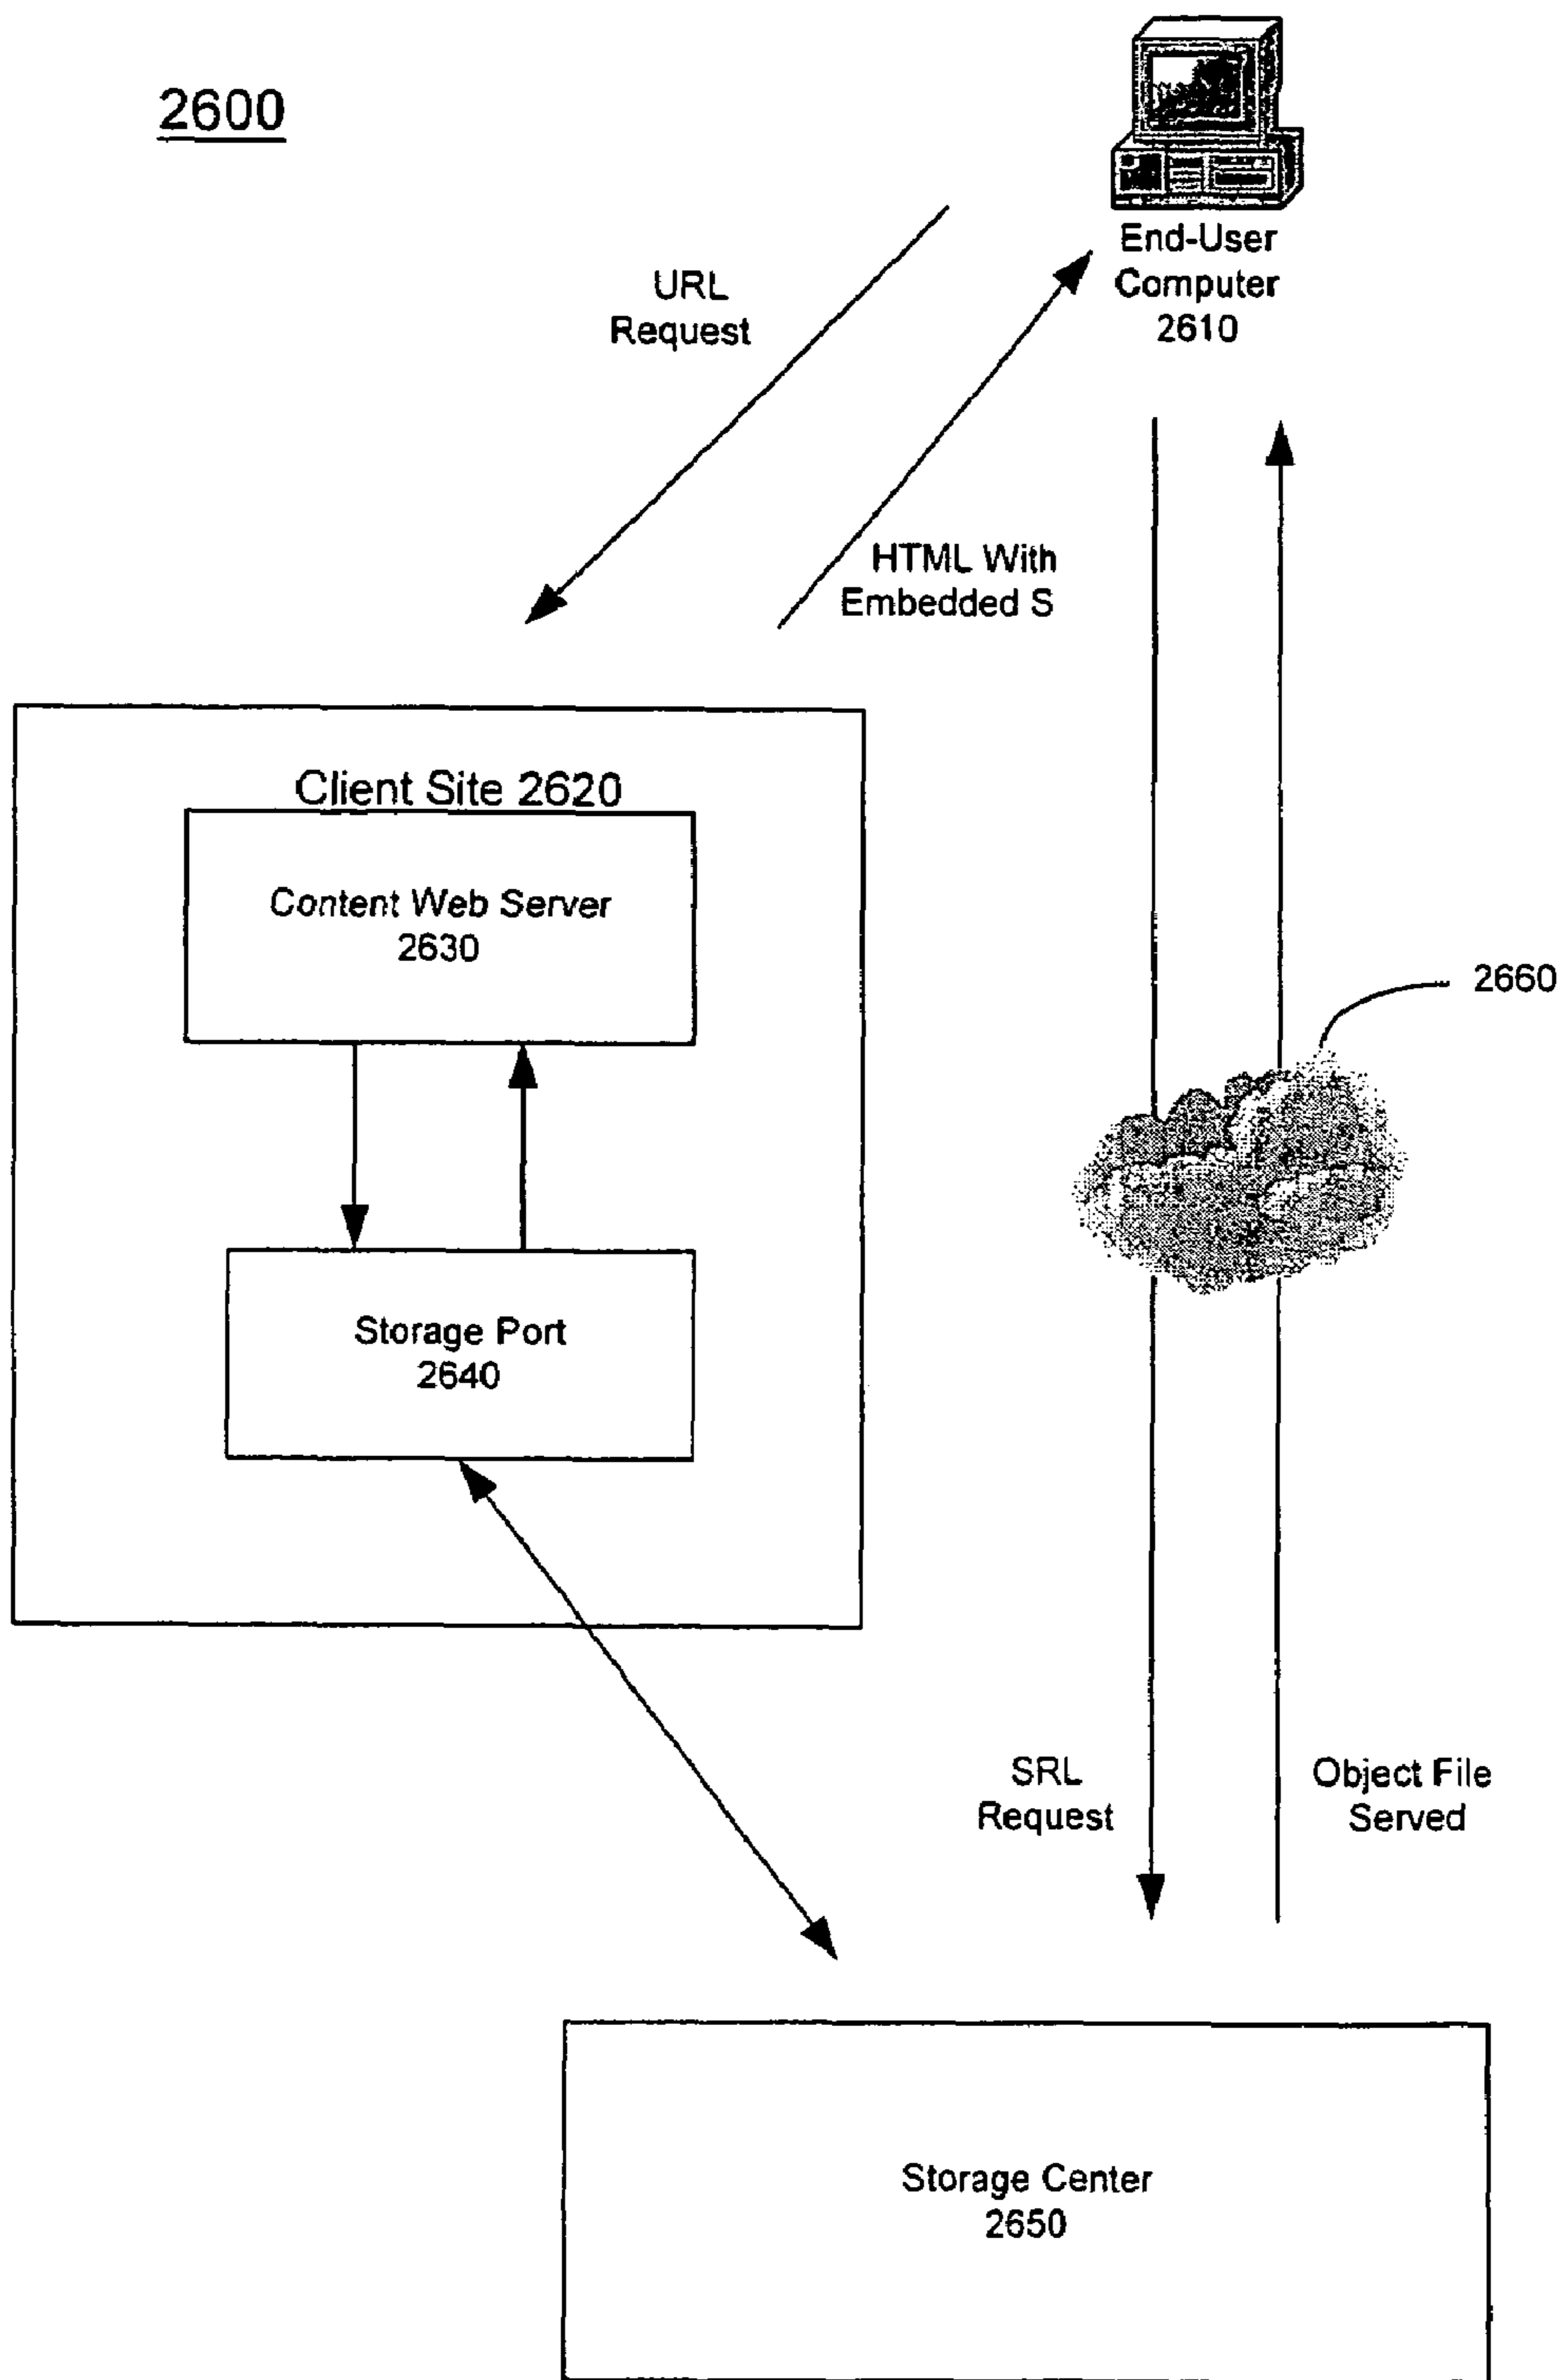 2600
End-User
Computer
2610
URL
Request
HTML With
Embedded S
Client Site 2620
Content Web Server
2630
2660
Storage Port
2640
SRL
Request
Object File
Served
Storage Center
2650